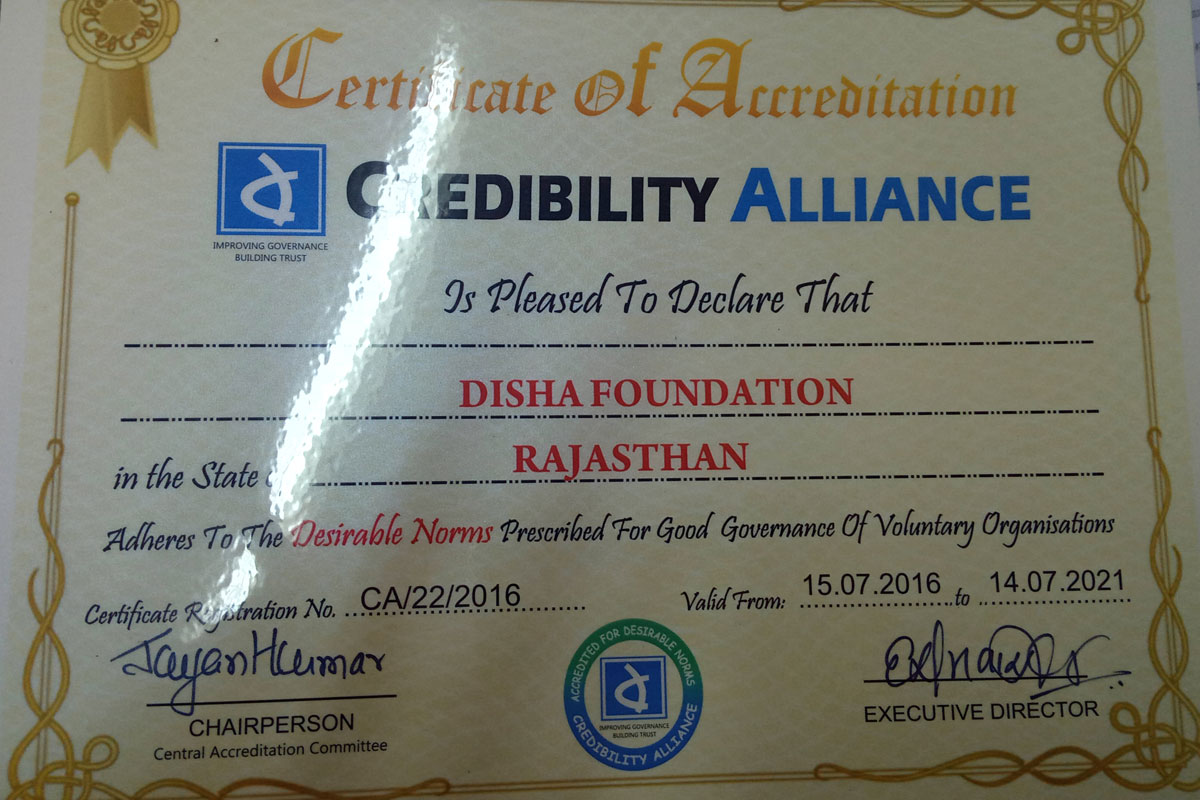 Certificate Of Accreditation
CREDIBILITY ALLIANCE
IMPROVING GOVERNANCE
BUILDING TRUST
Is Pleased To Declare That
DISHA FOUNDATION
in the State RAJASTHAN
Adheres To The Desirable Norms Prescribed For Good Governance Of Voluntary Organisations
Certificate Registration No. CA/22/2016 Valid From: 15.07.2016 to 14.07.2021
CHAIRPERSON
Central Accreditation Committee
ACCREDITED FOR DESIRABLE NORMS
IMPROVING GOVERNANCE
BUILDING TRUST
CREDIBILITY ALLIANCE
EXECUTIVE DIRECTOR